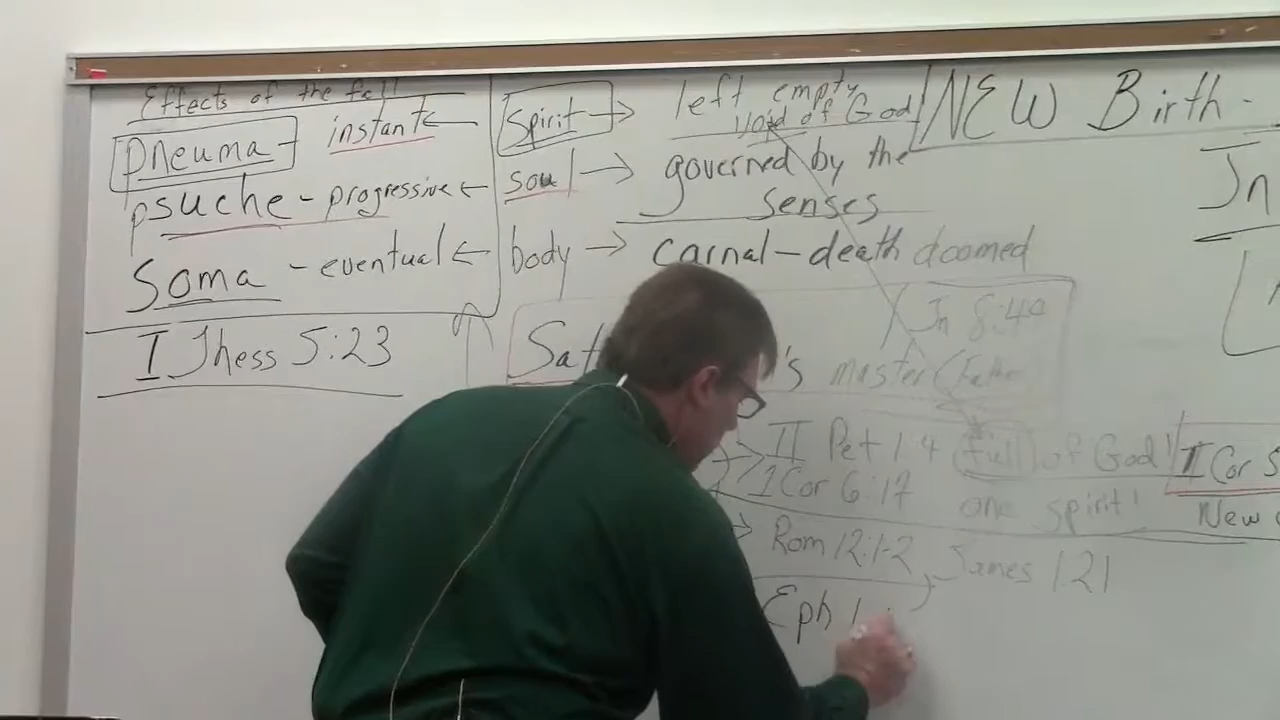 Effects of the fall
pneuma - instant ←
psuche - progressive ←
Soma - eventual ←
I Thess 5:23
Spirit → left empty
void of God
soul → governed by the
senses
body → carnal - death doomed
Jn 8:44
Sat 's master (Father
II Pet 1:4 full of God!
1 Cor 6:17 one spirit!
Rom 12:1-2 James 1:21
Eph 1:
NEW Birth -
Jn
I Cor 5
New